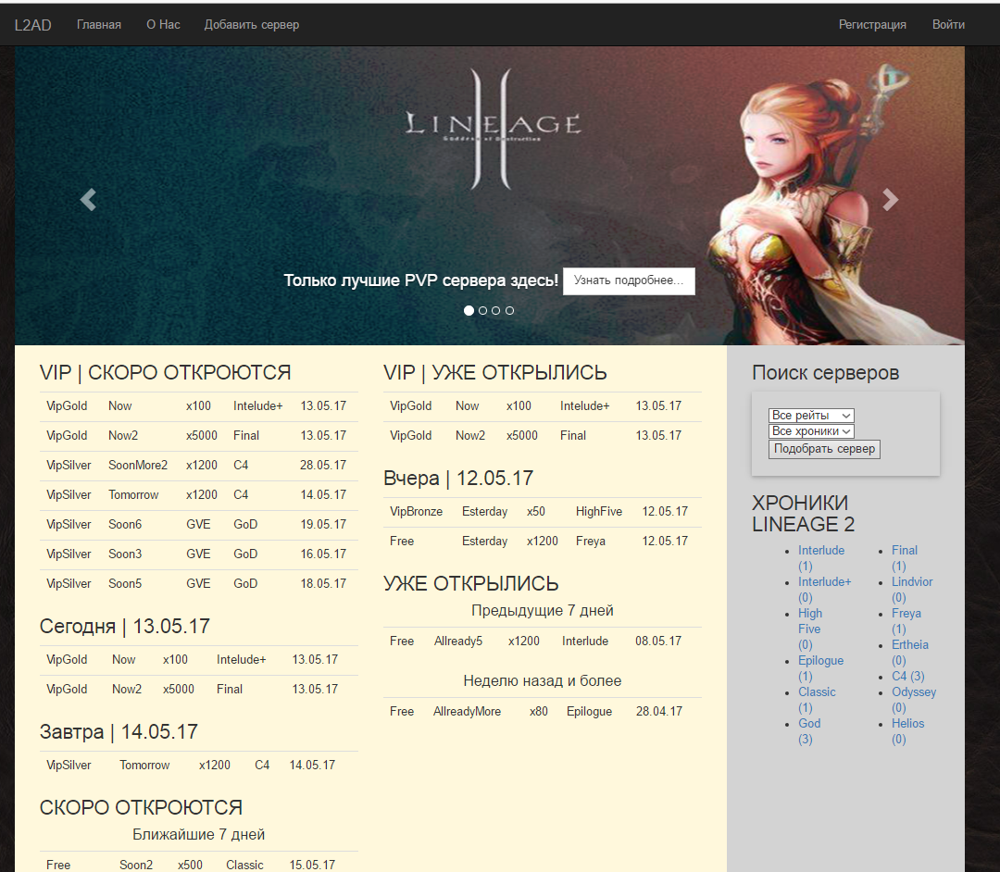 L2AD Главная О Нас Добавить сервер Регистрация Войти
LINEAGE
Goddess of Destruction
Только лучшие PVP сервера здесь! Узнать подробнее...
VIP | СКОРО ОТКРОЮТСЯ
VipGold Now x100 Intelude+ 13.05.17
VipGold Now2 x5000 Final 13.05.17
VipSilver SoonMore2 x1200 C4 28.05.17
VipSilver Tomorrow x1200 C4 14.05.17
VipSilver Soon6 GVE GoD 19.05.17
VipSilver Soon3 GVE GoD 16.05.17
VipSilver Soon5 GVE GoD 18.05.17
Сегодня | 13.05.17
VipGold Now x100 Intelude+ 13.05.17
VipGold Now2 x5000 Final 13.05.17
Завтра | 14.05.17
VipSilver Tomorrow x1200 C4 14.05.17
СКОРО ОТКРОЮТСЯ
Ближайшие 7 дней
Free Soon2 x500 Classic 15.05.17
VIP | УЖЕ ОТКРЫЛИСЬ
VipGold Now x100 Intelude+ 13.05.17
VipGold Now2 x5000 Final 13.05.17
Вчера | 12.05.17
VipBronze Esterday x50 HighFive 12.05.17
Free Esterday x1200 Freya 12.05.17
УЖЕ ОТКРЫЛИСЬ
Предыдущие 7 дней
Free Allready5 x1200 Interlude 08.05.17
Неделю назад и более
Free AllreadyMore x80 Epilogue 28.04.17
Поиск серверов
Все рейты
Все хроники
Подобрать сервер
ХРОНИКИ
LINEAGE 2
Interlude
(1)
Interlude+
(0)
High
Five
(0)
Epilogue
(1)
Classic
(1)
God
(3)
Final
(1)
Lindvior
(0)
Freya
(1)
Ertheia
(0)
C4 (3)
Odyssey
(0)
Helios
(0)